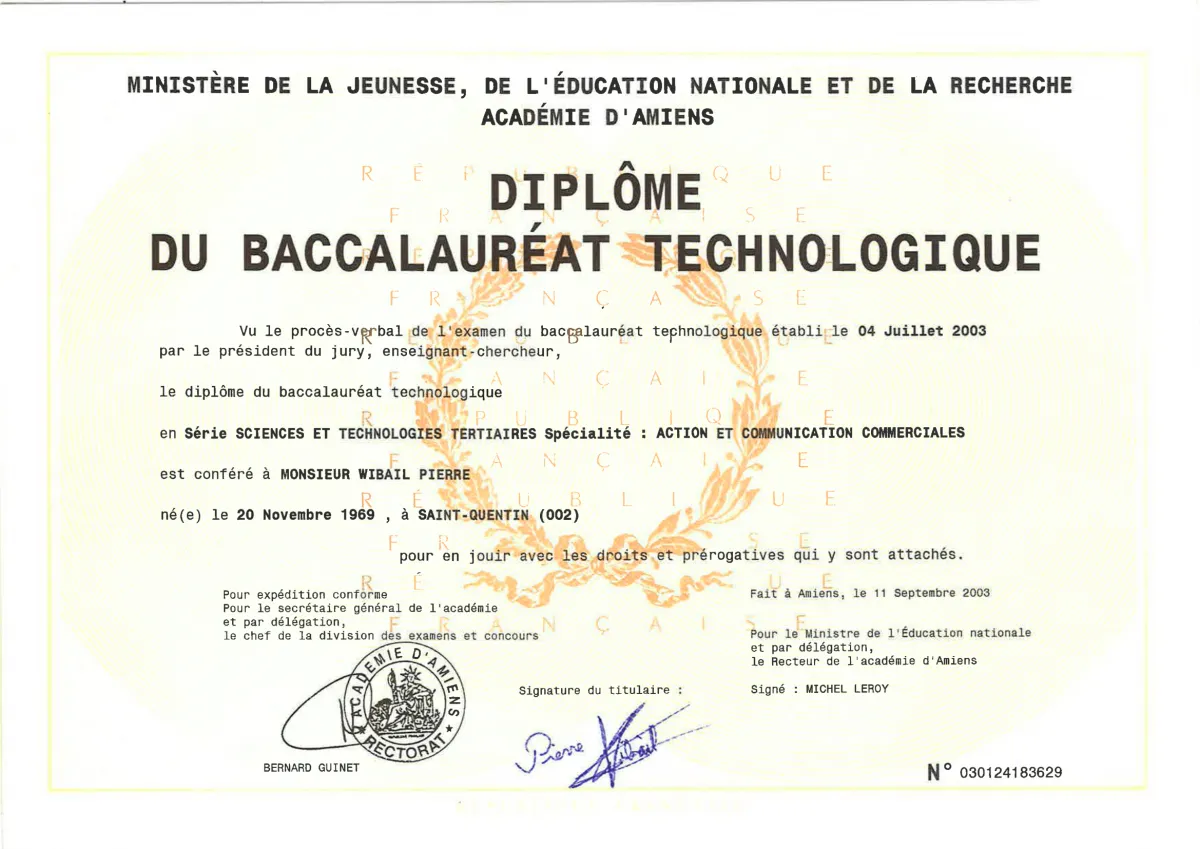 MINISTÈRE DE LA JEUNESSE, DE L'ÉDUCATION NATIONALE ET DE LA RECHERCHE
ACADÉMIE D'AMIENS
DIPLÔME
DU BACCALAURÉAT TECHNOLOGIQUE
Vu le procès-verbal de l'examen du baccalauréat technologique établi le 04 Juillet 2003
par le président du jury, enseignant-chercheur,
le diplôme du baccalauréat technologique
en Série SCIENCES ET TECHNOLOGIES TERTIAIRES Spécialité : ACTION ET COMMUNICATION COMMERCIALES
est conféré à MONSIEUR WIBAIL PIERRE
né(e) le 20 Novembre 1969 , à SAINT-QUENTIN (002)
pour en jouir avec les droits et prérogatives qui y sont attachés.
Pour expédition conforme
Pour le secrétaire général de l'académie
et par délégation,
le chef de la division des examens et concours
ACADÉMIE D'AMIENS
RECTORAT
BERNARD GUINET
Signature du titulaire :
Pierre Wibail
Fait à Amiens, le 11 Septembre 2003
Pour le Ministre de l'Éducation nationale
et par délégation,
le Recteur de l'académie d'Amiens
Signé : MICHEL LEROY
N° 030124183629
RÉPUBLIQUE
FRANÇAISE